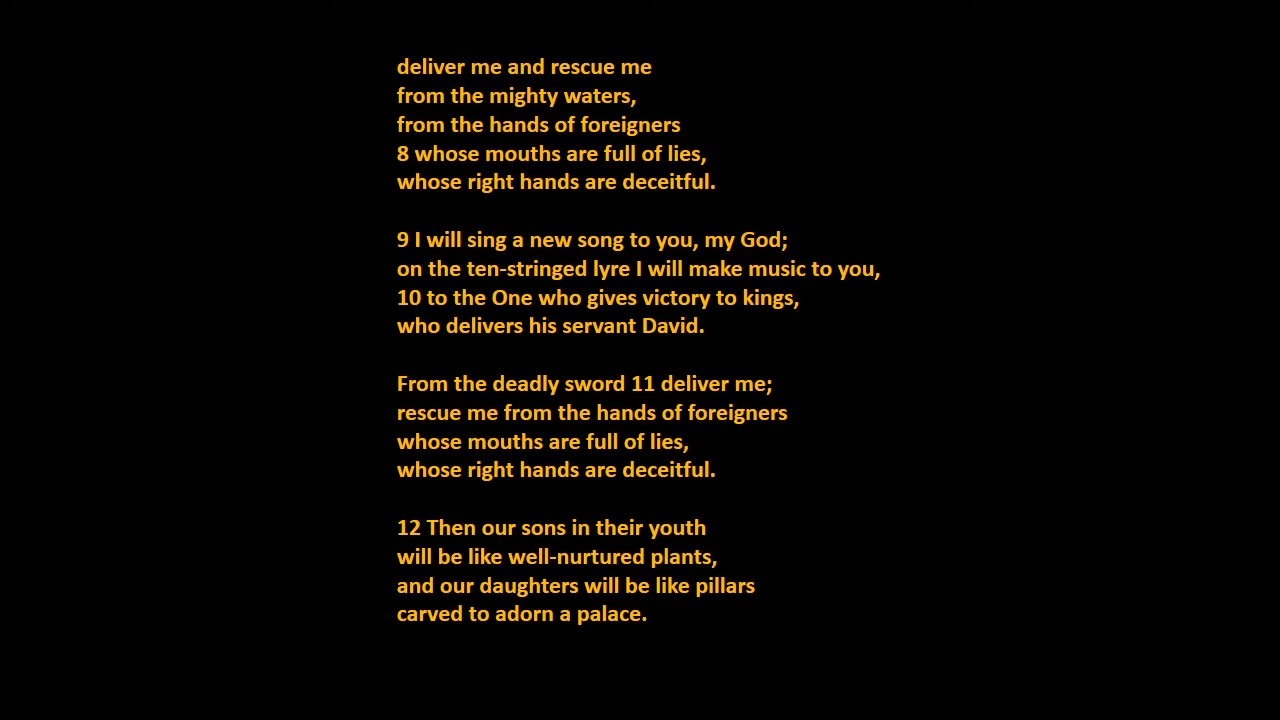 deliver me and rescue me
from the mighty waters,
from the hands of foreigners
8 whose mouths are full of lies,
whose right hands are deceitful.
9 I will sing a new song to you, my God;
on the ten-stringed lyre I will make music to you,
10 to the One who gives victory to kings,
who delivers his servant David.
From the deadly sword 11 deliver me;
rescue me from the hands of foreigners
whose mouths are full of lies,
whose right hands are deceitful.
12 Then our sons in their youth
will be like well-nurtured plants,
and our daughters will be like pillars
carved to adorn a palace.